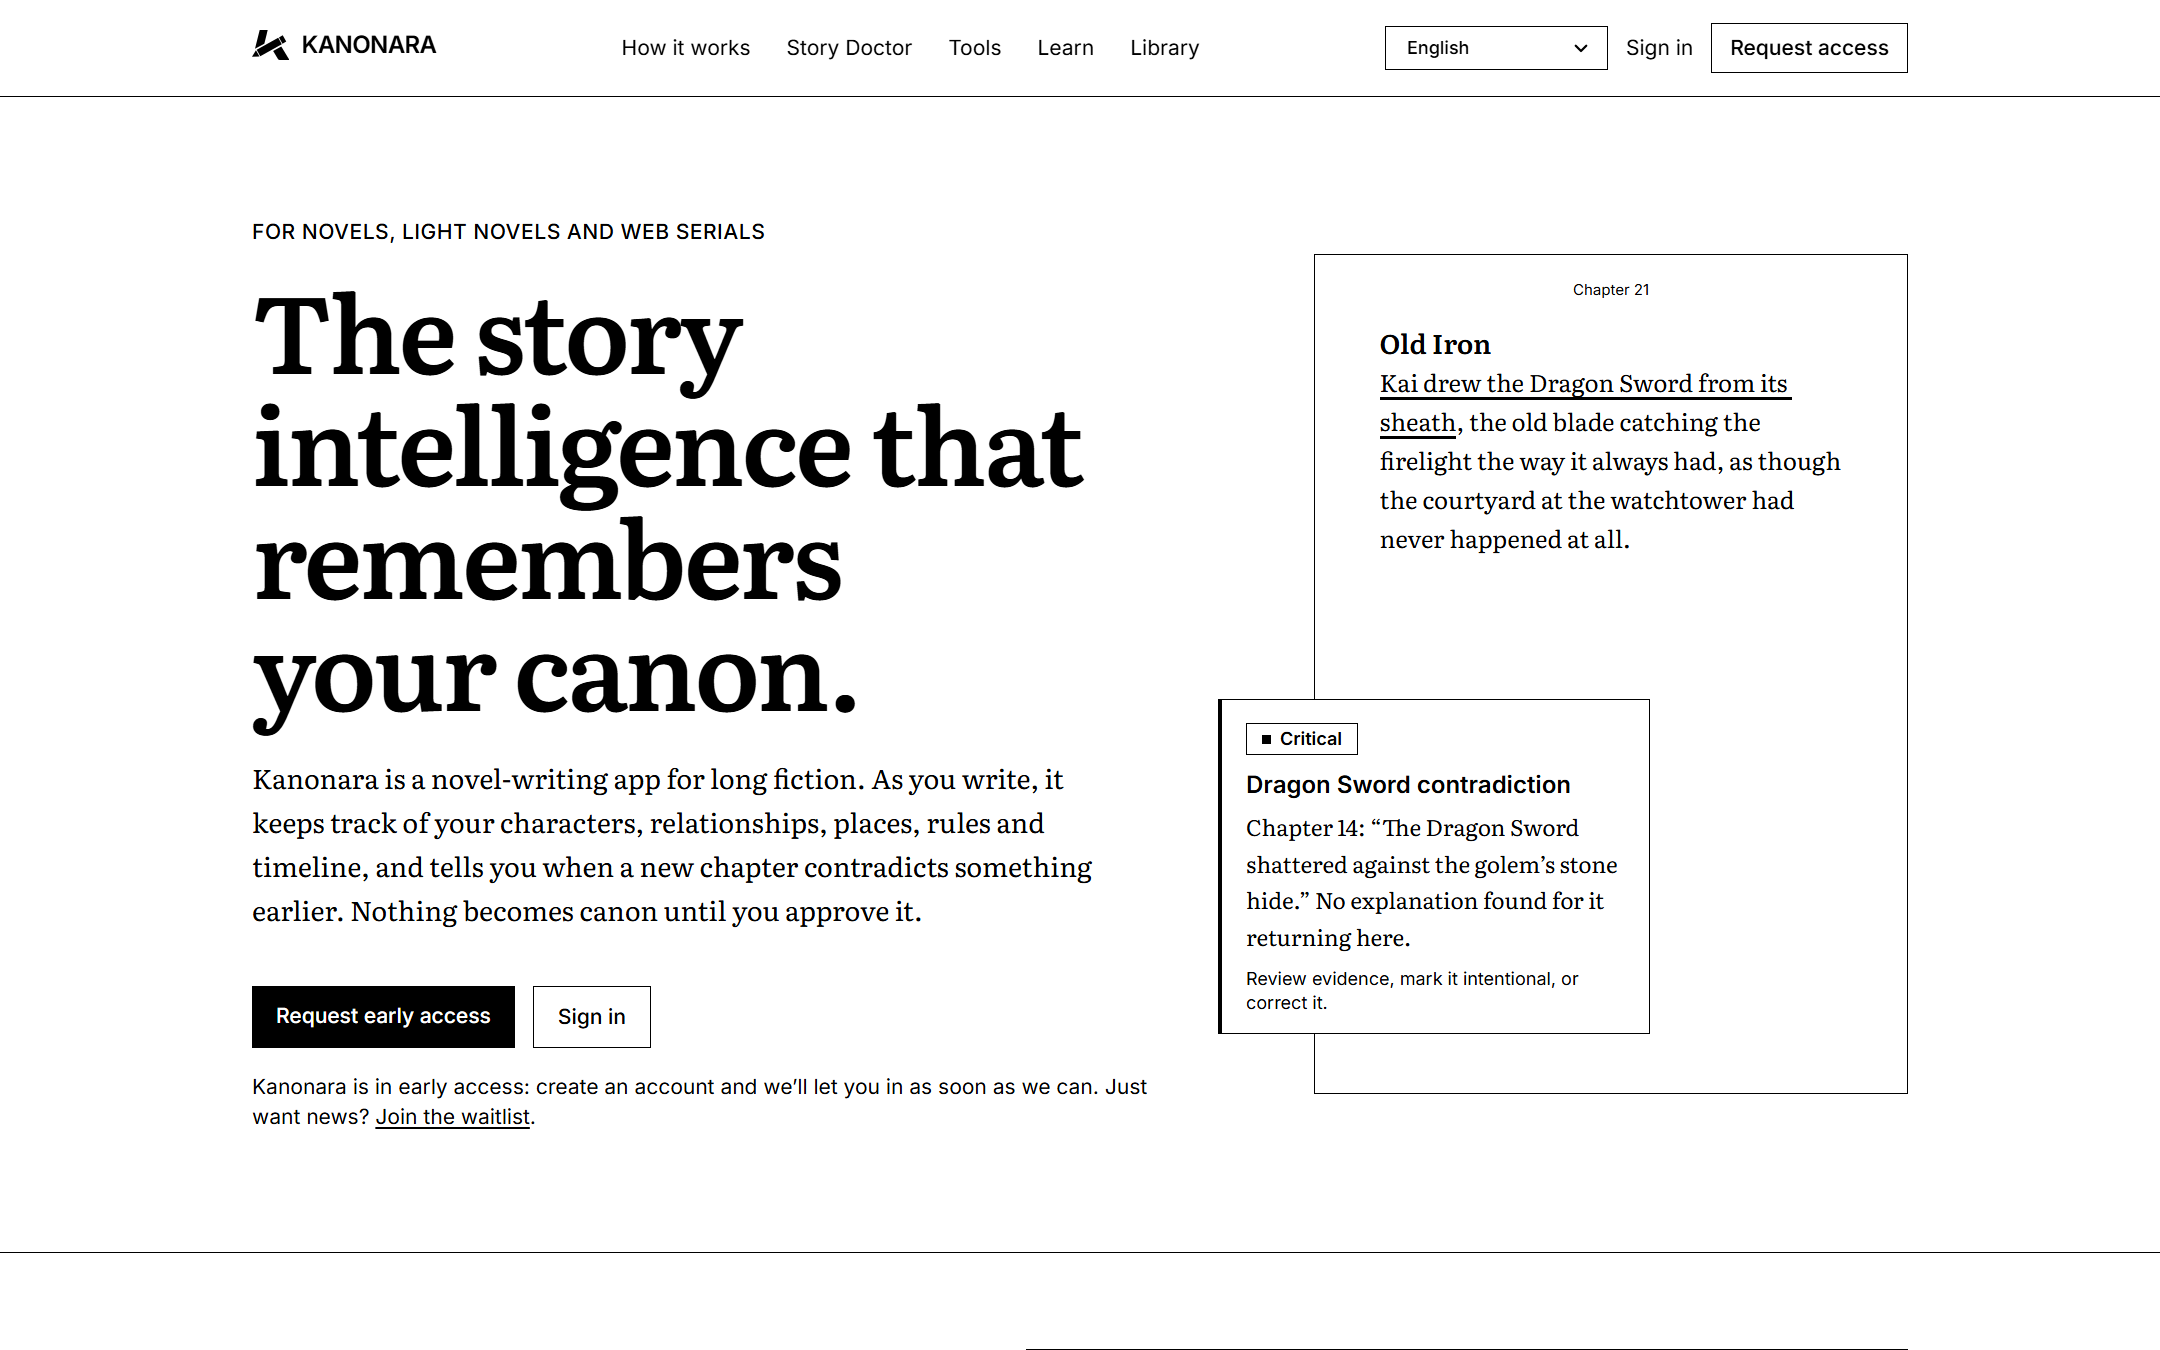 KANONARA
How it works
Story Doctor
Tools
Learn
Library
English
Sign in
Request access
FOR NOVELS, LIGHT NOVELS AND WEB SERIALS
The story
intelligence that
remembers
your canon.
Kanonara is a novel-writing app for long fiction. As you write, it
keeps track of your characters, relationships, places, rules and
timeline, and tells you when a new chapter contradicts something
earlier. Nothing becomes canon until you approve it.
Request early access
Sign in
Kanonara is in early access: create an account and we’ll let you in as soon as we can. Just
want news? Join the waitlist.
Chapter 21
Old Iron
Kai drew the Dragon Sword from its
sheath, the old blade catching the
firelight the way it always had, as though
the courtyard at the watchtower had
never happened at all.
Critical
Dragon Sword contradiction
Chapter 14: “The Dragon Sword
shattered against the golem’s stone
hide.” No explanation found for it
returning here.
Review evidence, mark it intentional, or
correct it.